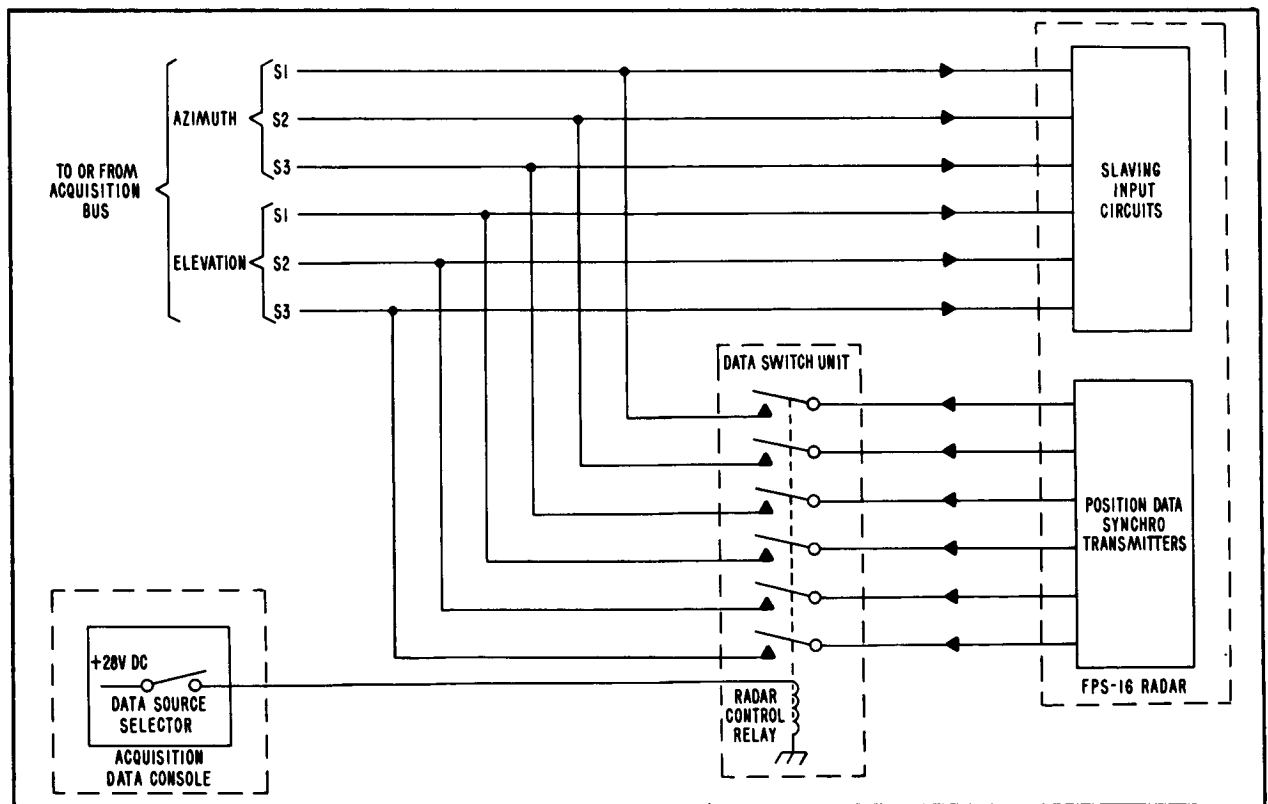 TO OR FROM
ACQUISITION
BUS
AZIMUTH
S1
S2
S3
ELEVATION
S1
S2
S3
SLAVING
INPUT
CIRCUITS
DATA SWITCH UNIT
POSITION DATA
SYNCHRO
TRANSMITTERS
FPS-16 RADAR
+28V DC
DATA SOURCE
SELECTOR
ACQUISITION
DATA CONSOLE
RADAR
CONTROL
RELAY